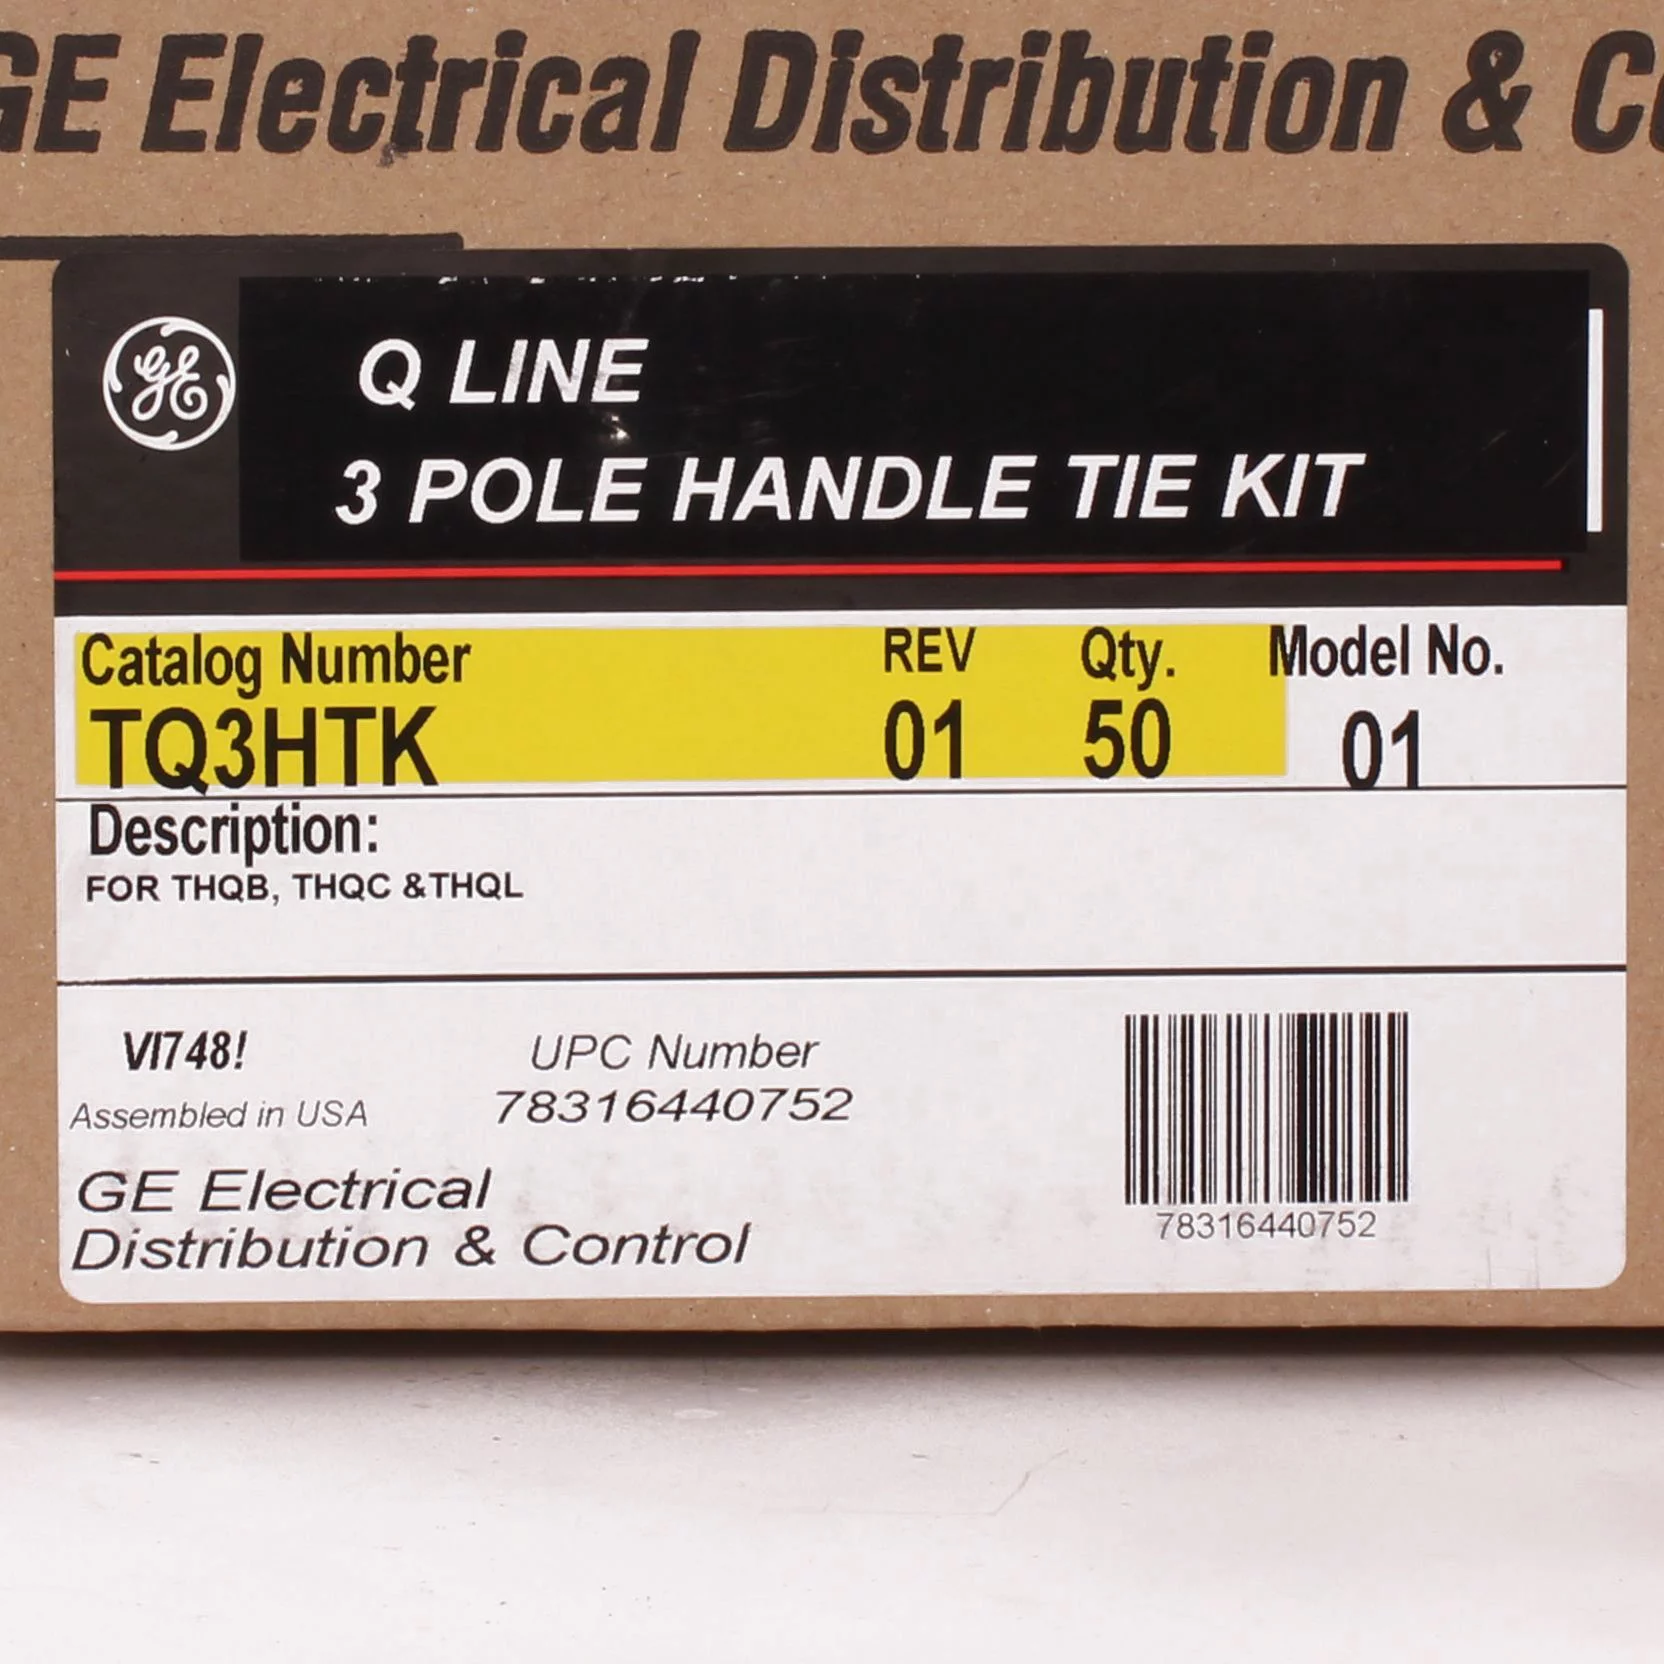 GE Electrical Distribution & Co
GE
Q LINE
3 POLE HANDLE TIE KIT
Catalog Number REV Qty. Model No.
TQ3HTK 01 50 01
Description:
FOR THQB, THQC &THQL
VI748! UPC Number
Assembled in USA 78316440752
GE Electrical
Distribution & Control
78316440752